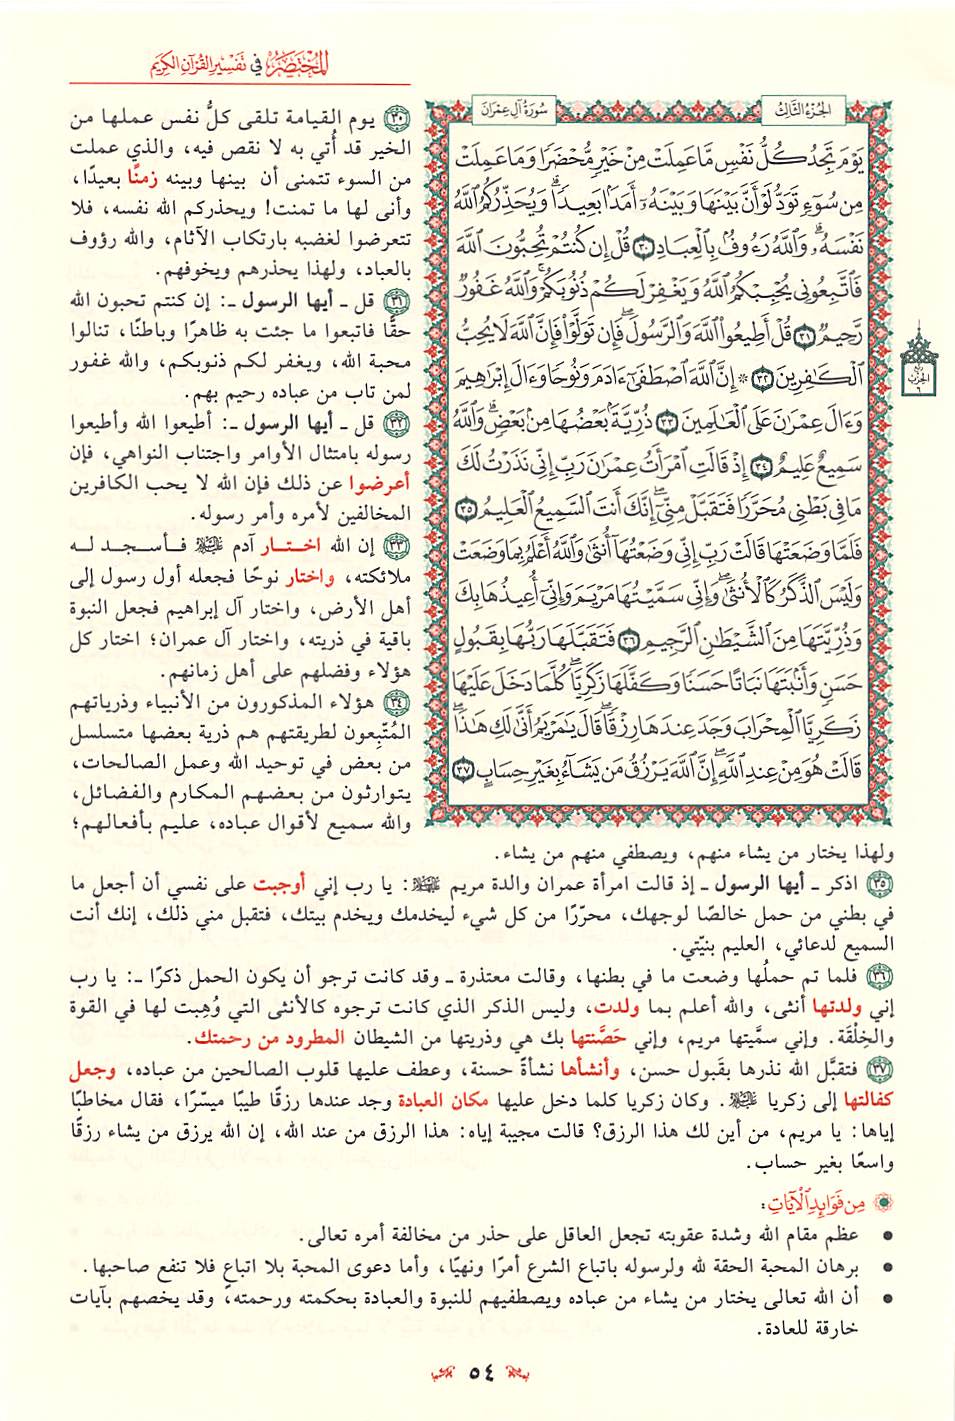 المختصر في تفسير القرآن الكريم
الجزء الثالث
سورة آل عمران
يَوْمَ تَجِدُ كُلُّ نَفْسٍ مَّا عَمِلَتْ مِنْ خَيْرٍ مُّحْضَرًا وَمَا عَمِلَتْ
مِن سُوٓءٍ تَوَدُّ لَوْ أَنَّ بَيْنَهَا وَبَيْنَهُۥٓ أَمَدَۢا بَعِيدًا ۗ وَيُحَذِّرُكُمُ ٱللَّهُ
نَفْسَهُۥ ۗ وَٱللَّهُ رَءُوفُۢ بِٱلْعِبَادِ ٣٠ قُلْ إِن كُنتُمْ تُحِبُّونَ ٱللَّهَ
فَٱتَّبِعُونِى يُحْبِبْكُمُ ٱللَّهُ وَيَغْفِرْ لَكُمْ ذُنُوبَكُمْ ۗ وَٱللَّهُ غَفُورٌ
رَّحِيمٌ ٣١ قُلْ أَطِيعُوا۟ ٱللَّهَ وَٱلرَّسُولَ ۖ فَإِن تَوَلَّوْا۟ فَإِنَّ ٱللَّهَ لَا يُحِبُّ
ٱلْكَٰفِرِينَ ٣٢ ۞ إِنَّ ٱللَّهَ ٱصْطَفَىٰٓ ءَادَمَ وَنُوحًا وَءَالَ إِبْرَٰهِيمَ
وَءَالَ عِمْرَٰنَ عَلَى ٱلْعَٰلَمِينَ ٣٣ ذُرِّيَّةَۢ بَعْضُهَا مِنۢ بَعْضٍ ۗ وَٱللَّهُ
سَمِيعٌ عَلِيمٌ ٣٤ إِذْ قَالَتِ ٱمْرَأَتُ عِمْرَٰنَ رَبِّ إِنِّى نَذَرْتُ لَكَ
مَا فِى بَطْنِى مُحَرَّرًا فَتَقَبَّلْ مِنِّىٓ ۖ إِنَّكَ أَنتَ ٱلسَّمِيعُ ٱلْعَلِيمُ ٣٥
فَلَمَّا وَضَعَتْهَا قَالَتْ رَبِّ إِنِّى وَضَعْتُهَآ أُنثَىٰ وَٱللَّهُ أَعْلَمُ بِمَا وَضَعَتْ
وَلَيْسَ ٱلذَّكَرُ كَٱلْأُنثَىٰ ۖ وَإِنِّى سَمَّيْتُهَا مَرْيَمَ وَإِنِّىٓ أُعِيذُهَا بِكَ
وَذُرِّيَّتَهَا مِنَ ٱلشَّيْطَٰنِ ٱلرَّجِيمِ ٣٦ فَتَقَبَّلَهَا رَبُّهَا بِقَبُولٍ
حَسَنٍ وَأَنۢبَتَهَا نَبَاتًا حَسَنًا وَكَفَّلَهَا زَكَرِيَّا ۖ كُلَّمَا دَخَلَ عَلَيْهَا
زَكَرِيَّا ٱلْمِحْرَابَ وَجَدَ عِندَهَا رِزْقًا ۖ قَالَ يَٰمَرْيَمُ أَنَّىٰ لَكِ هَٰذَا ۖ
قَالَتْ هُوَ مِنْ عِندِ ٱللَّهِ ۖ إِنَّ ٱللَّهَ يَرْزُقُ مَن يَشَآءُ بِغَيْرِ حِسَابٍ ٣٧
٣٠ يوم القيامة تلقى كلُّ نفس عملها من
الخير قد أُتي به لا نقص فيه، والذي عملت
من السوء تتمنى أن بينها وبينه زمنًا بعيدًا،
وأنى لها ما تمنت! ويحذركم الله نفسه، فلا
تتعرضوا لغضبه بارتكاب الآثام، والله رؤوف
بالعباد، ولهذا يحذرهم ويخوفهم.
٣١ قل ـ أيها الرسول ـ: إن كنتم تحبون الله
حقًّا فاتبعوا ما جئت به ظاهرًا وباطنًا، تنالوا
محبة الله، ويغفر لكم ذنوبكم، والله غفور
لمن تاب من عباده رحيم بهم.
٣٢ قل ـ أيها الرسول ـ: أطيعوا الله وأطيعوا
رسوله بامتثال الأوامر واجتناب النواهي، فإن
أعرضوا عن ذلك فإن الله لا يحب الكافرين
المخالفين لأمره وأمر رسوله.
٣٣ إن الله اختـار آدم عليه السلام فأسجد له
ملائكته، واختار نوحًا فجعله أول رسول إلى
أهل الأرض، واختار آل إبراهيم فجعل النبوة
باقية في ذريته، واختار آل عمران؛ اختار كل
هؤلاء وفضلهم على أهل زمانهم.
٣٤ هؤلاء المذكورون من الأنبياء وذرياتهم
المُتَّبِعون لطريقتهم هم ذرية بعضها متسلسل
من بعض في توحيد الله وعمل الصالحات،
يتوارثون من بعضهم المكارم والفضائل،
والله سميع لأقوال عباده، عليم بأفعالهم؛
ولهذا يختار من يشاء منهم، ويصطفي منهم من يشاء.
٣٥ اذكر ـ أيها الرسول ـ إذ قالت امرأة عمران والدة مريم عليها السلام: يا رب إني أوجبت على نفسي أن أجعل ما
في بطني من حمل خالصًا لوجهك، محرّرًا من كل شيء ليخدمك ويخدم بيتك، فتقبل مني ذلك، إنك أنت
السميع لدعائي، العليم بنيّتي.
٣٦ فلما تم حملُها وضعت ما في بطنها، وقالت معتذرة ـ وقد كانت ترجو أن يكون الحمل ذكرًا ـ: يا رب
إني ولدتها أنثى، والله أعلم بما ولدت، وليس الذكر الذي كانت ترجوه كالأنثى التي وُهِبت لها في القوة
والخِلْقَة. وإني سمَّيتها مريم، وإني حَصَّنتها بك هي وذريتها من الشيطان المطرود من رحمتك.
٣٧ فتقبَّل الله نذرها بقَبول حسن، وأنشأها نشأةً حسنة، وعطف عليها قلوب الصالحين من عباده، وجعل
كفالتها إلى زكريا عليه السلام. وكان زكريا كلما دخل عليها مكان العبادة وجد عندها رزقًا طيبًا ميسّرًا، فقال مخاطبًا
إياها: يا مريم، من أين لك هذا الرزق؟ قالت مجيبة إياه: هذا الرزق من عند الله، إن الله يرزق من يشاء رزقًا
واسعًا بغير حساب.
مِن فَوَائِدِ الْآيَاتِ:
• عظم مقام الله وشدة عقوبته تجعل العاقل على حذر من مخالفة أمره تعالى.
• برهان المحبة الحقة لله ولرسوله باتباع الشرع أمرًا ونهيًا، وأما دعوى المحبة بلا اتباع فلا تنفع صاحبها.
• أن الله تعالى يختار من يشاء من عباده ويصطفيهم للنبوة والعبادة بحكمته ورحمته، وقد يخصهم بآيات
خارقة للعادة.
٥٤